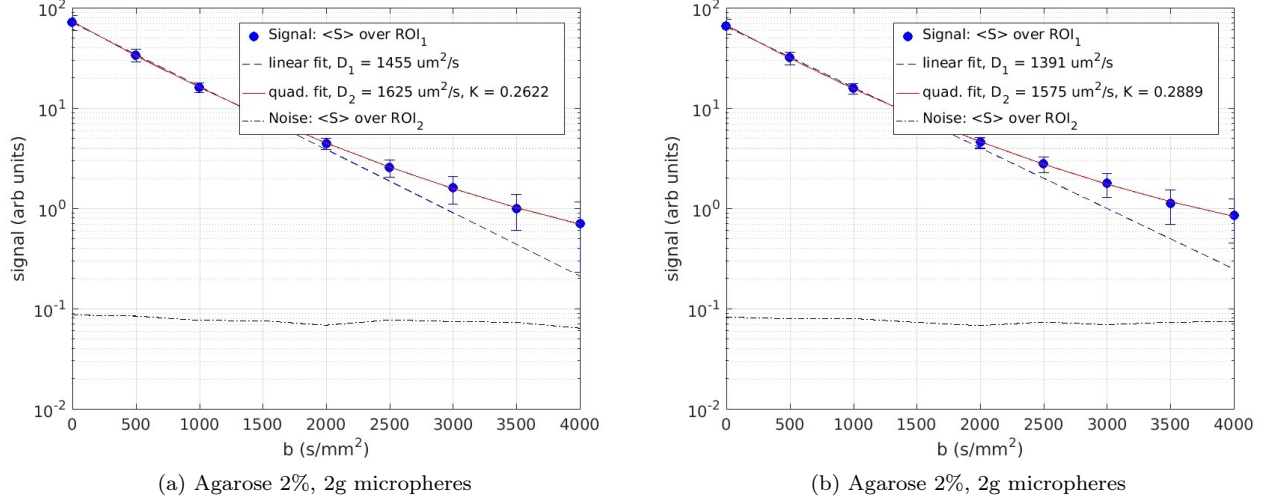 10^2
10^1
10^0
10^-1
10^-2
signal (arb units)
Signal: <S> over ROI_1
linear fit, D_1 = 1455 um^2/s
quad. fit, D_2 = 1625 um^2/s, K = 0.2622
Noise: <S> over ROI_2
0 500 1000 1500 2000 2500 3000 3500 4000
b (s/mm^2)
(a) Agarose 2%, 2g micropheres
10^2
10^1
10^0
10^-1
10^-2
signal (arb units)
Signal: <S> over ROI_1
linear fit, D_1 = 1391 um^2/s
quad. fit, D_2 = 1575 um^2/s, K = 0.2889
Noise: <S> over ROI_2
0 500 1000 1500 2000 2500 3000 3500 4000
b (s/mm^2)
(b) Agarose 2%, 2g micropheres